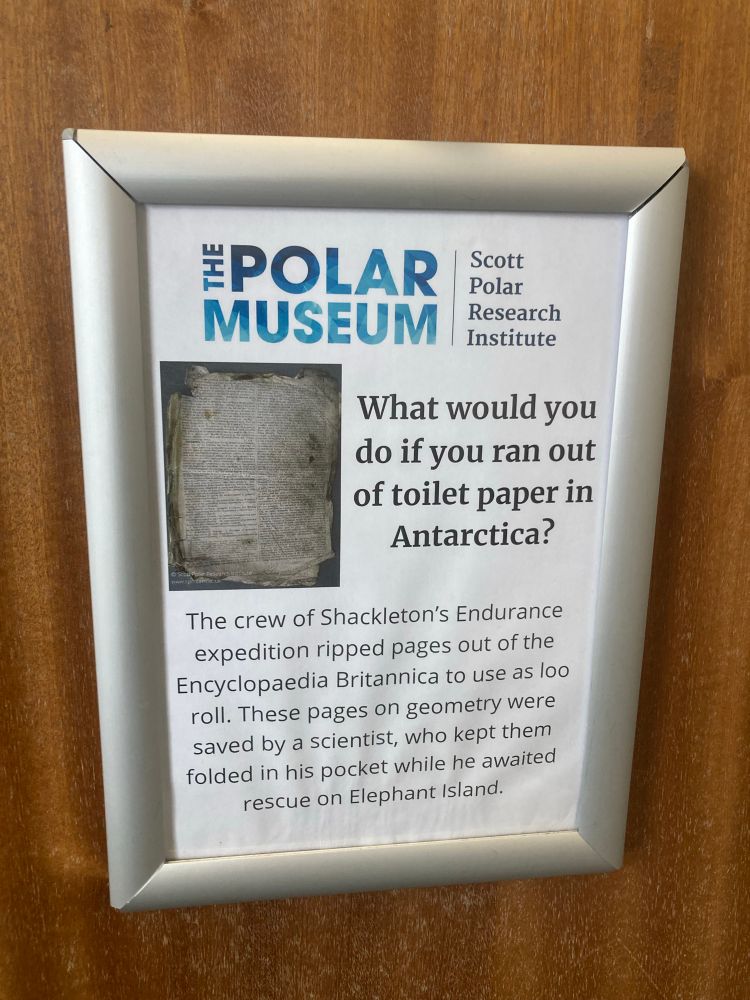 THE POLAR
MUSEUM
Scott
Polar
Research
Institute
What would you
do if you ran out
of toilet paper in
Antarctica?
The crew of Shackleton's Endurance
expedition ripped pages out of the
Encyclopaedia Britannica to use as loo
roll. These pages on geometry were
saved by a scientist, who kept them
folded in his pocket while he awaited
rescue on Elephant Island.